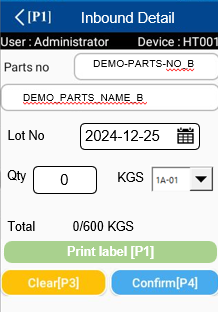 [P1] Inbound Detail
User : Administrator Device : HT001
Parts no DEMO-PARTS-NO_B
DEMO_PARTS_NAME_B
Lot No 2024-12-25
Qty 0 KGS 1A-01
Total 0/600 KGS
Print label [P1]
Clear[P3] Confirm[P4]